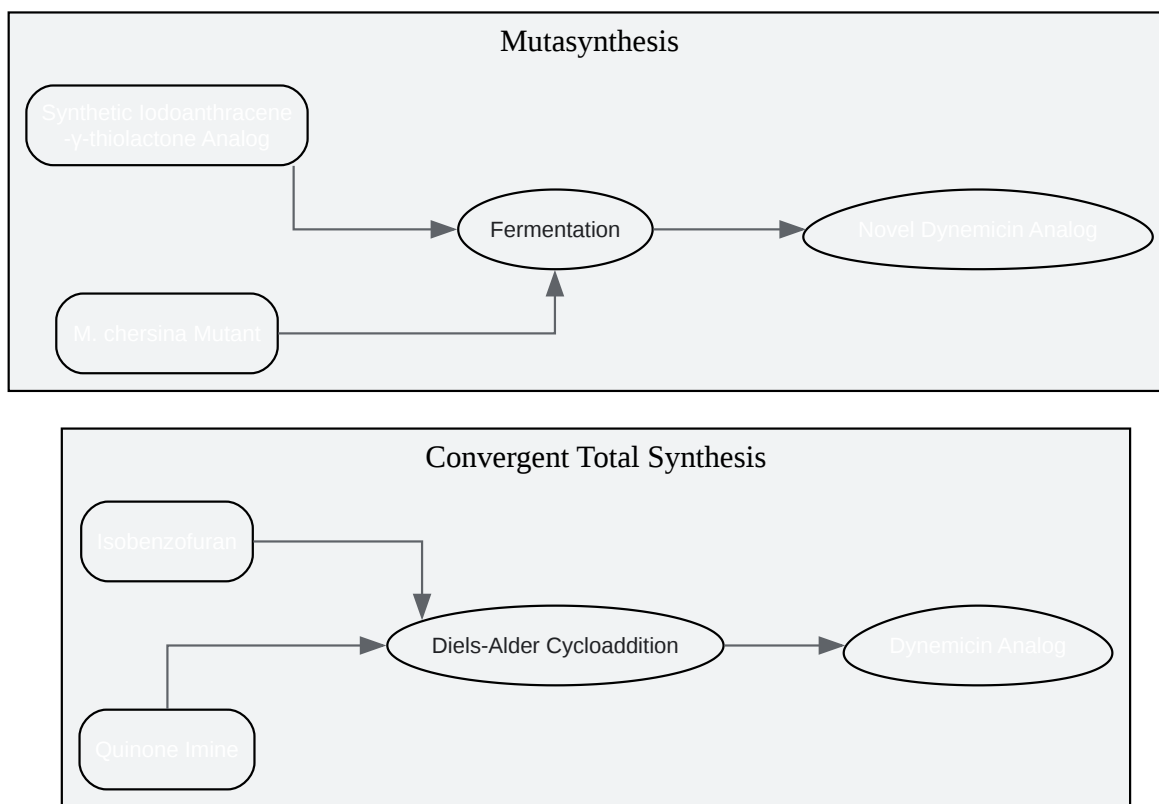 Mutasynthesis
Synthetic Iodoanthracene
-γ-thiolactone Analog
Fermentation
Novel Dynemicin Analog
M. chersina Mutant
Convergent Total Synthesis
Isobenzofuran
Diels-Alder Cycloaddition
Dynemicin Analog
Quinone Imine